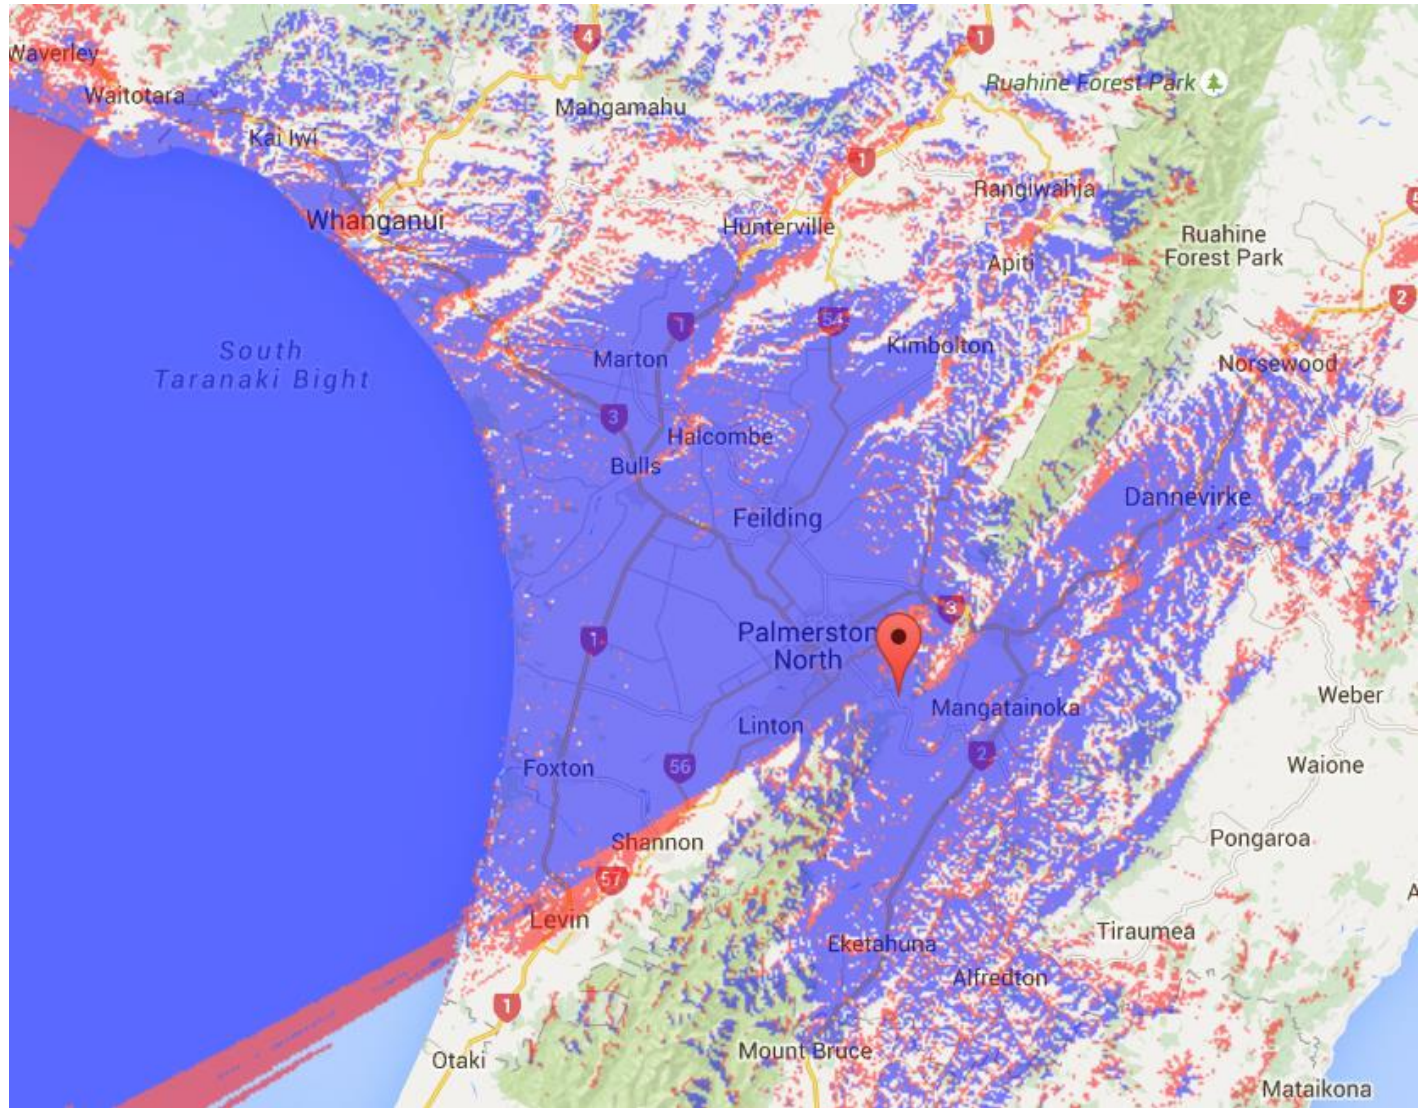 4
1
Waverley
Ruahine Forest Park
Waitotara
Mangamahu
Kai Iwi
1
Rangiwahia
5
Whanganui
Hunterville
Ruahine
Forest Park
Apiti
2
1
54
South
Taranaki Bight
Marton
Kimbolton
Norsewood
3
Halcombe
Bulls
Dannevirke
Feilding
3
1
Palmerston
North
Weber
Mangatainoka
Linton
2
Foxton
56
Waione
Shannon
Pongaroa
57
Levin
A
Tiraumea
Eketahuna
Alfredton
1
Otaki
Mount Bruce
Mataikona